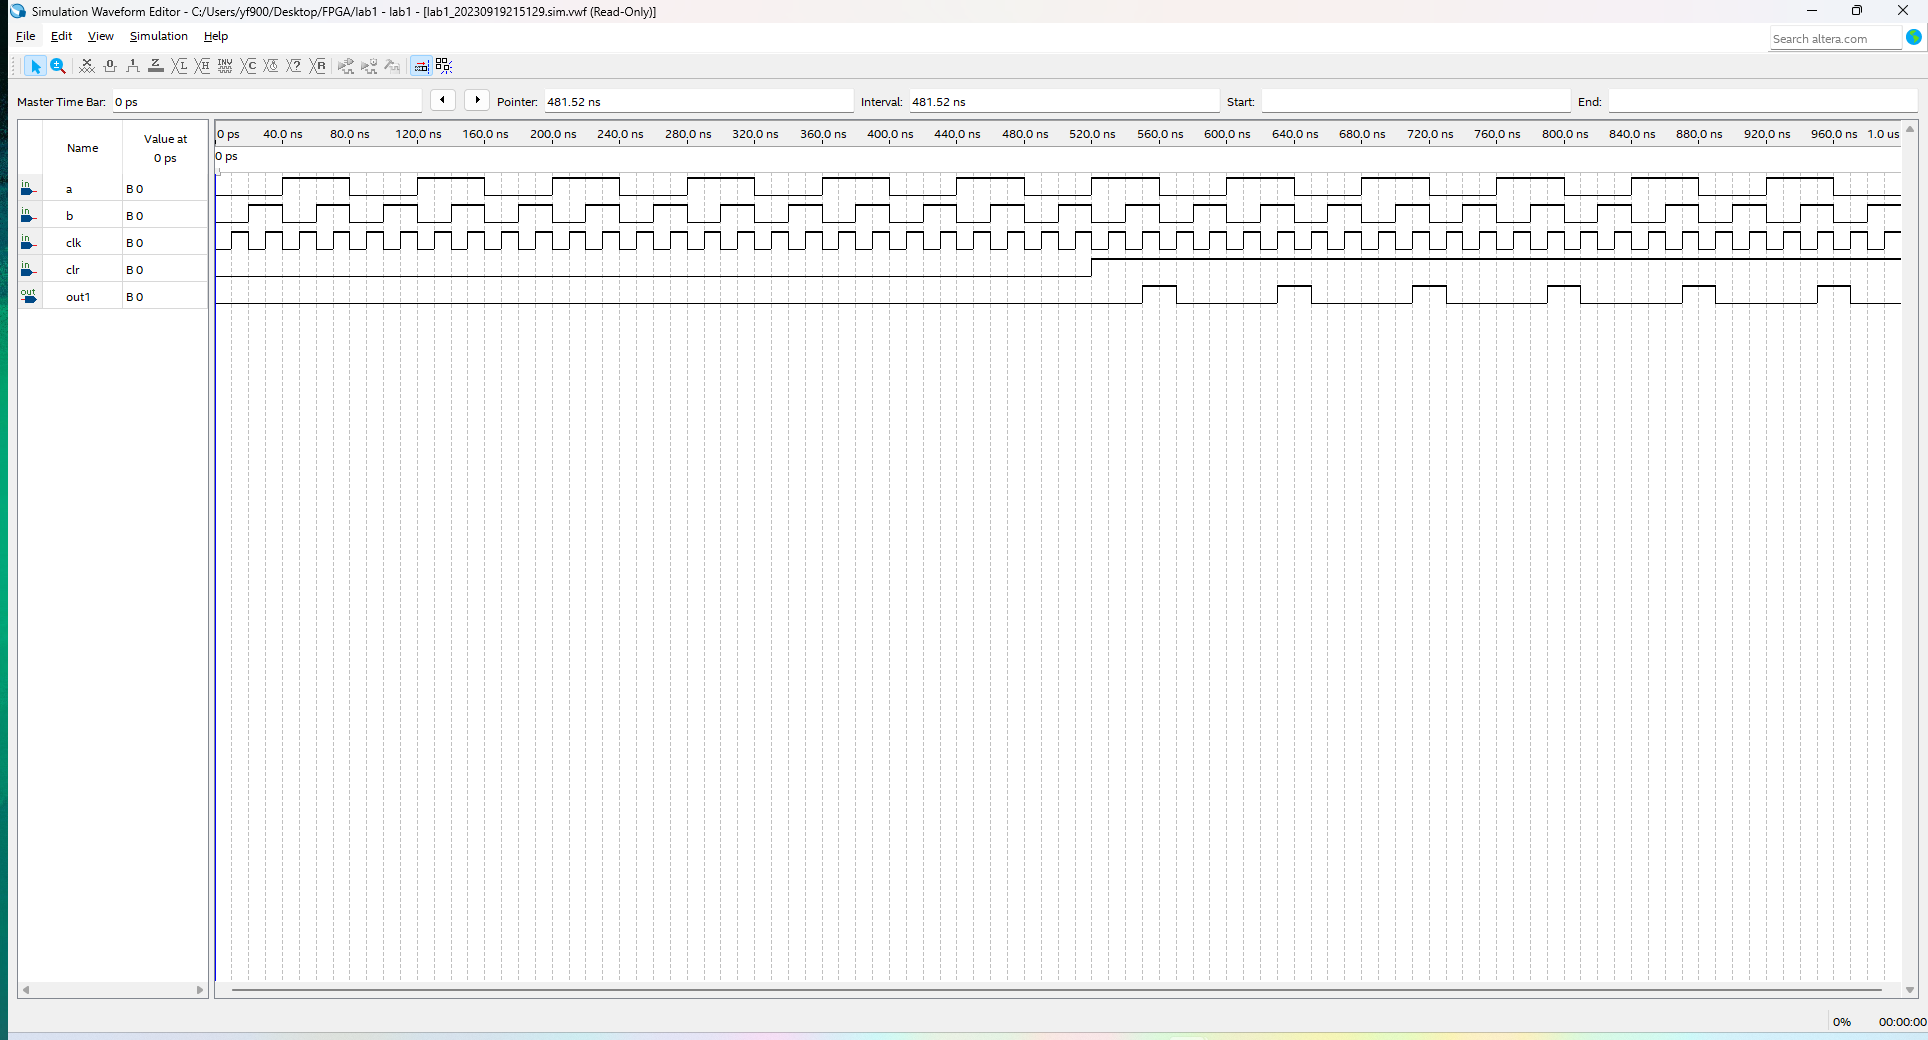 Simulation Waveform Editor - C:/Users/yf900/Desktop/FPGA/lab1 - lab1 - [lab1_20230919215129.sim.vwf (Read-Only)]
File Edit View Simulation Help
Search altera.com
Master Time Bar: 0 ps Pointer: 481.52 ns Interval: 481.52 ns Start: End:
Name Value at 0 ps
0 ps 40.0 ns 80.0 ns 120.0 ns 160.0 ns 200.0 ns 240.0 ns 280.0 ns 320.0 ns 360.0 ns 400.0 ns 440.0 ns 480.0 ns 520.0 ns 560.0 ns 600.0 ns 640.0 ns 680.0 ns 720.0 ns 760.0 ns 800.0 ns 840.0 ns 880.0 ns 920.0 ns 960.0 ns 1.0 us
0 ps
in a B 0
in b B 0
in clk B 0
in clr B 0
out out1 B 0
0% 00:00:00